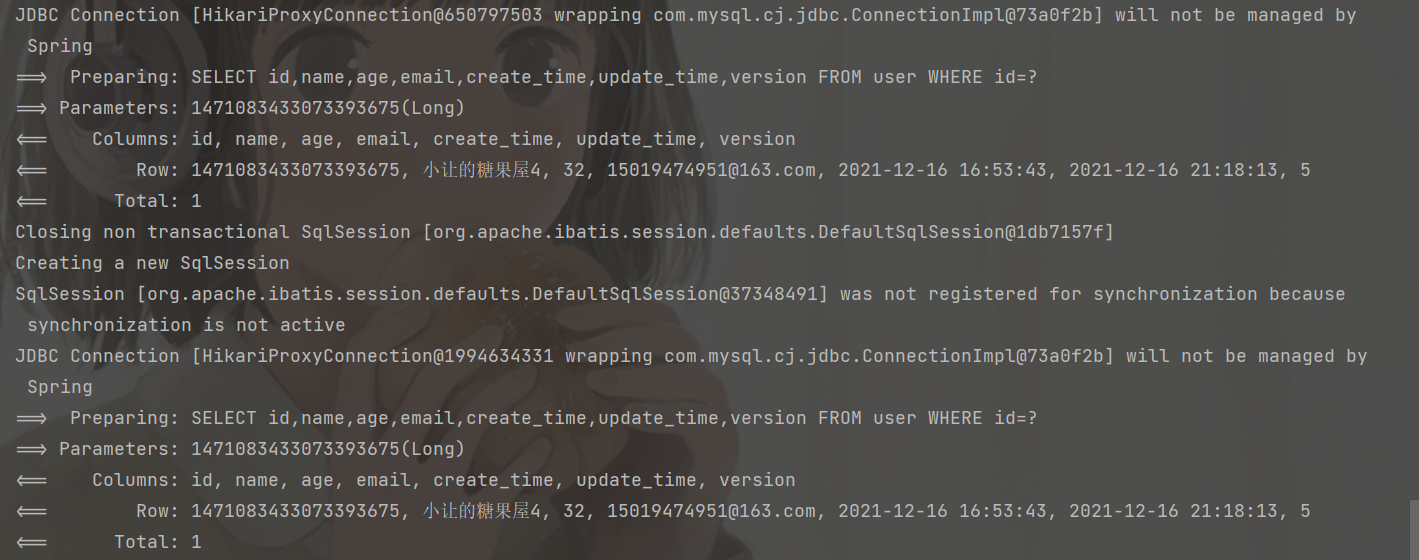 JDBC Connection [HikariProxyConnection@650797503 wrapping com.mysql.cj.jdbc.ConnectionImpl@73a0f2b] will not be managed by
Spring
==>  Preparing: SELECT id,name,age,email,create_time,update_time,version FROM user WHERE id=?
==> Parameters: 1471083433073393675(Long)
<==    Columns: id, name, age, email, create_time, update_time, version
<==        Row: 1471083433073393675, 小让的糖果屋4, 32, 15019474951@163.com, 2021-12-16 16:53:43, 2021-12-16 21:18:13, 5
<==      Total: 1
Closing non transactional SqlSession [org.apache.ibatis.session.defaults.DefaultSqlSession@1db7157f]
Creating a new SqlSession
SqlSession [org.apache.ibatis.session.defaults.DefaultSqlSession@37348491] was not registered for synchronization because
synchronization is not active
JDBC Connection [HikariProxyConnection@1994634331 wrapping com.mysql.cj.jdbc.ConnectionImpl@73a0f2b] will not be managed by
Spring
==>  Preparing: SELECT id,name,age,email,create_time,update_time,version FROM user WHERE id=?
==> Parameters: 1471083433073393675(Long)
<==    Columns: id, name, age, email, create_time, update_time, version
<==        Row: 1471083433073393675, 小让的糖果屋4, 32, 15019474951@163.com, 2021-12-16 16:53:43, 2021-12-16 21:18:13, 5
<==      Total: 1